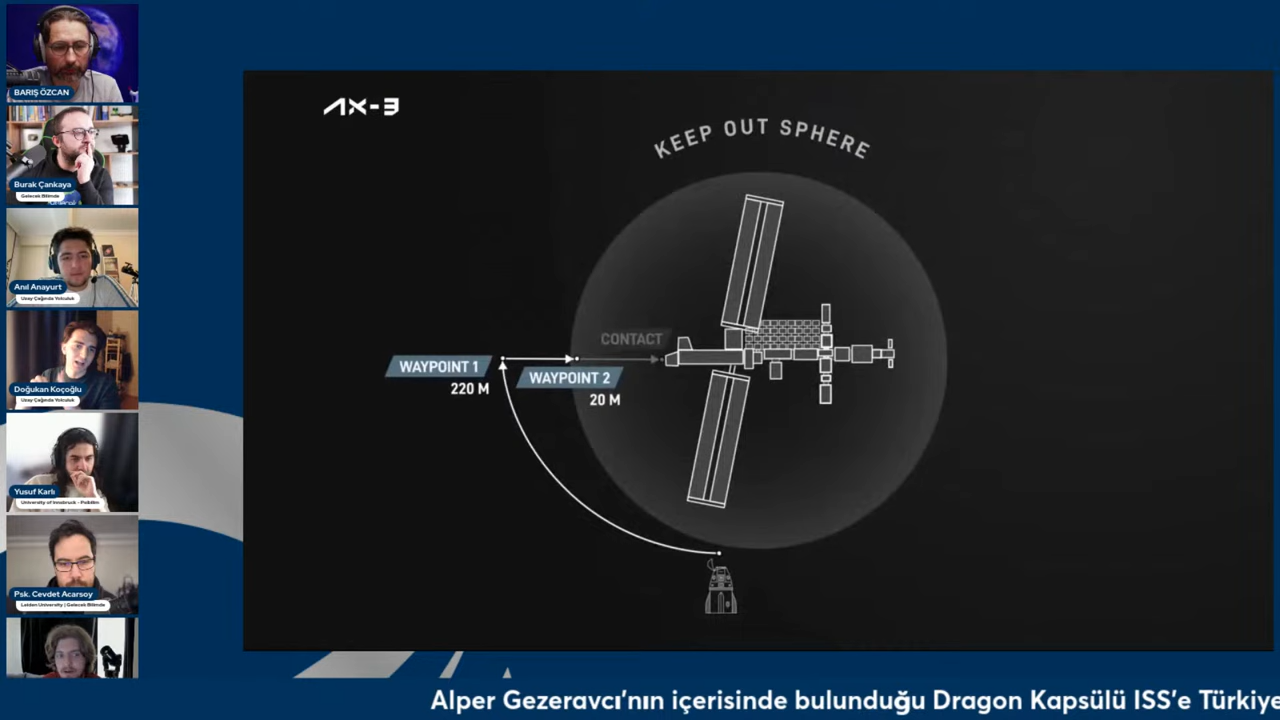 BARIŞ ÖZCAN
Burak Çankaya
Gelecek Bilimde
Anıl Anayurt
Uzay Çağında Yolculuk
Doğukan Koçoğlu
Uzay Çağında Yolculuk
Yusuf Karlı
University of Innsbruck - Fizikilim
Psk. Cevdet Acarsoy
Leiden University | Gelecek Bilimde
AX-3
KEEP OUT SPHERE
CONTACT
WAYPOINT 1
220 M
WAYPOINT 2
20 M
Alper Gezeravcı'nın içerisinde bulunduğu Dragon Kapsülü ISS'e Türkiye